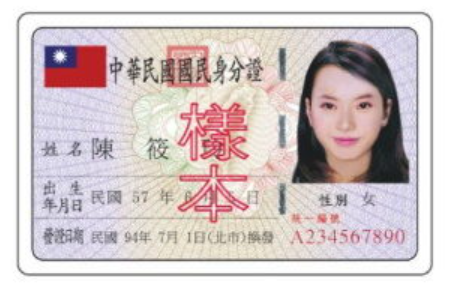 中華民國國民身分證
樣本
姓名 陳 筱
出生年月日 民國 57 年 6 日
性別 女
發證日期 民國 94年 7月 1日(北市)換發
統一編號
A234567890